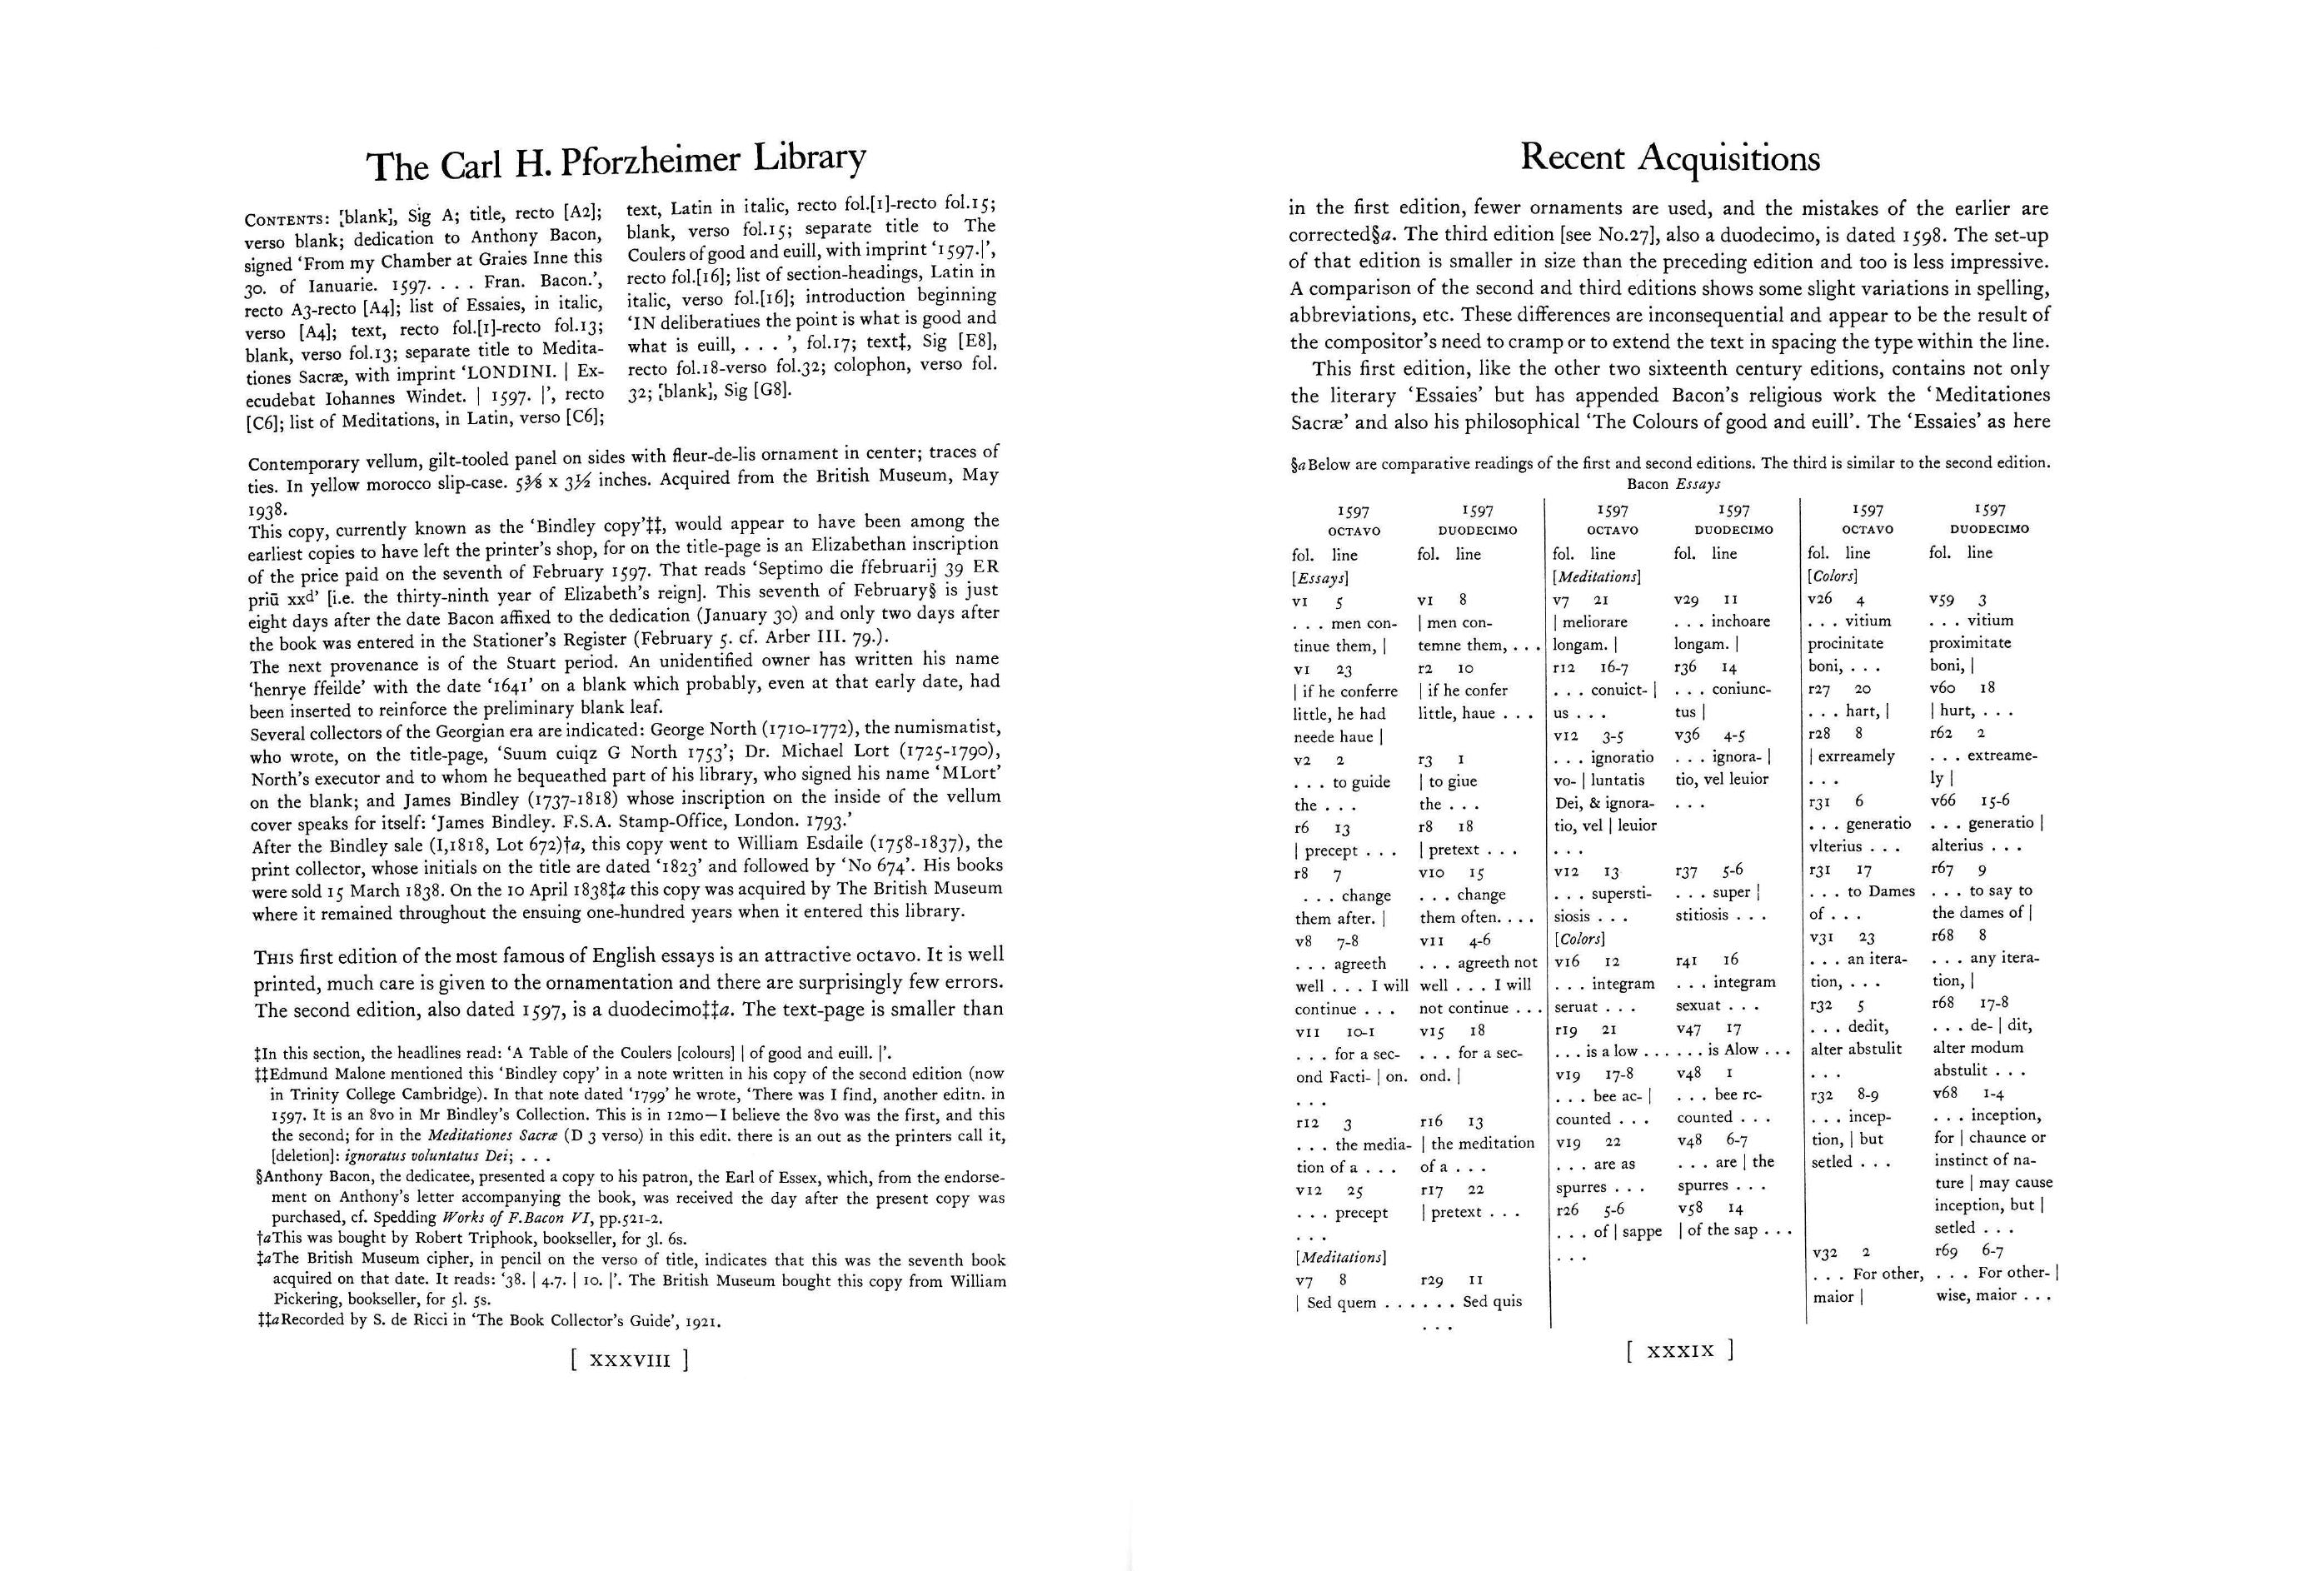 The Carl H. Pforzheimer Library
CONTENTS: [blank], Sig A; title, recto [A2];
verso blank; dedication to Anthony Bacon,
signed ‘From my Chamber at Graies Inne this
30. of Ianuarie. 1597. . . . Fran. Bacon.’,
recto A3-recto [A4]; list of Essaies, in italic,
verso [A4]; text, recto fol.[1]-recto fol.13;
blank, verso fol.13; separate title to Medita-
tiones Sacræ, with imprint ‘LONDINI. | Ex-
ecudebat Iohannes Windet. | 1597. |’, recto
[C6]; list of Meditations, in Latin, verso [C6];
text, Latin in italic, recto fol.[1]-recto fol.15;
blank, verso fol.15; separate title to The
Coulers of good and euill, with imprint ‘1597.|’,
recto fol.[16]; list of section-headings, Latin in
italic, verso fol.[16]; introduction beginning
‘IN deliberatiues the point is what is good and
what is euill, . . . ’, fol.17; text‡, Sig [E8],
recto fol.18-verso fol.32; colophon, verso fol.
32; [blank], Sig [G8].
Contemporary vellum, gilt-tooled panel on sides with fleur-de-lis ornament in center; traces of
ties. In yellow morocco slip-case. 5⅜ x 3½ inches. Acquired from the British Museum, May
1938.
This copy, currently known as the ‘Bindley copy’‡‡, would appear to have been among the
earliest copies to have left the printer’s shop, for on the title-page is an Elizabethan inscription
of the price paid on the seventh of February 1597. That reads ‘Septimo die ffebruarij 39 ER
priū xxd’ [i.e. the thirty-ninth year of Elizabeth’s reign]. This seventh of February§ is just
eight days after the date Bacon affixed to the dedication (January 30) and only two days after
the book was entered in the Stationer’s Register (February 5. cf. Arber III. 79.).
The next provenance is of the Stuart period. An unidentified owner has written his name
‘henrye ffeilde’ with the date ‘1641’ on a blank which probably, even at that early date, had
been inserted to reinforce the preliminary blank leaf.
Several collectors of the Georgian era are indicated: George North (1710-1772), the numismatist,
who wrote, on the title-page, ‘Suum cuiqz G North 1753’; Dr. Michael Lort (1725-1790),
North’s executor and to whom he bequeathed part of his library, who signed his name ‘MLort’
on the blank; and James Bindley (1737-1818) whose inscription on the inside of the vellum
cover speaks for itself: ‘James Bindley. F.S.A. Stamp-Office, London. 1793.’
After the Bindley sale (I,1818, Lot 672)†a, this copy went to William Esdaile (1758-1837), the
print collector, whose initials on the title are dated ‘1823’ and followed by ‘No 674’. His books
were sold 15 March 1838. On the 10 April 1838‡a this copy was acquired by The British Museum
where it remained throughout the ensuing one-hundred years when it entered this library.
THIS first edition of the most famous of English essays is an attractive octavo. It is well
printed, much care is given to the ornamentation and there are surprisingly few errors.
The second edition, also dated 1597, is a duodecimo‡‡a. The text-page is smaller than
‡In this section, the headlines read: ‘A Table of the Coulers [colours] | of good and euill. |’.
‡‡Edmund Malone mentioned this ‘Bindley copy’ in a note written in his copy of the second edition (now
in Trinity College Cambridge). In that note dated ‘1799’ he wrote, ‘There was I find, another editn. in
1597. It is an 8vo in Mr Bindley’s Collection. This is in 12mo—I believe the 8vo was the first, and this
the second; for in the Meditationes Sacræ (D 3 verso) in this edit. there is an out as the printers call it,
[deletion]: ignoratus voluntatus Dei; . . .
§Anthony Bacon, the dedicatee, presented a copy to his patron, the Earl of Essex, which, from the endorse-
ment on Anthony’s letter accompanying the book, was received the day after the present copy was
purchased, cf. Spedding Works of F.Bacon VI, pp.521-2.
†aThis was bought by Robert Triphook, bookseller, for 3l. 6s.
‡aThe British Museum cipher, in pencil on the verso of title, indicates that this was the seventh book
acquired on that date. It reads: ‘38. | 4.7. | 10. |’. The British Museum bought this copy from William
Pickering, bookseller, for 5l. 5s.
‡‡aRecorded by S. de Ricci in ‘The Book Collector’s Guide’, 1921.
[ XXXVIII ]
Recent Acquisitions
in the first edition, fewer ornaments are used, and the mistakes of the earlier are
corrected§a. The third edition [see No.27], also a duodecimo, is dated 1598. The set-up
of that edition is smaller in size than the preceding edition and too is less impressive.
A comparison of the second and third editions shows some slight variations in spelling,
abbreviations, etc. These differences are inconsequential and appear to be the result of
the compositor’s need to cramp or to extend the text in spacing the type within the line.
This first edition, like the other two sixteenth century editions, contains not only
the literary ‘Essaies’ but has appended Bacon’s religious work the ‘Meditationes
Sacræ’ and also his philosophical ‘The Colours of good and euill’. The ‘Essaies’ as here
§aBelow are comparative readings of the first and second editions. The third is similar to the second edition.
Bacon Essays
1597 1597
OCTAVO DUODECIMO
fol. line fol. line
[Essays]
v1 5 v1 8
. . . men con- | men con-
tinue them, | temne them, . . .
v1 23 r2 10
| if he conferre | if he confer
little, he had little, haue . . .
neede haue |
v2 2 r3 1
. . . to guide | to giue
the . . . the . . .
r6 13 r8 18
| precept . . . | pretext . . .
r8 7 v10 15
. . . change . . . change
them after. | them often. . . .
v8 7-8 v11 4-6
. . . agreeth . . . agreeth not
well . . . I will well . . . I will
continue . . . not continue . . .
v11 10-1 v15 18
. . . for a sec- . . . for a sec-
ond Facti- | on. ond. |
. . .
r12 3 r16 13
. . . the media- | the meditation
tion of a . . . of a . . .
v12 25 r17 22
. . . precept | pretext . . .
. . .
[Meditations]
v7 8 r29 11
| Sed quem . . . . . . Sed quis
. . .
1597 1597
OCTAVO DUODECIMO
fol. line fol. line
[Meditations]
v7 21 v29 11
| meliorare . . . inchoare
longam. | longam. |
r12 16-7 r36 14
. . . conuict- | . . . coniunc-
us . . . tus |
v12 3-5 v36 4-5
. . . ignoratio . . . ignora- |
vo- | luntatis tio, vel leuior
Dei, & ignora- . . .
tio, vel | leuior
. . .
v12 13 r37 5-6
. . . supersti- . . . super |
siosis . . . stitiosis . . .
[Colors]
v16 12 r41 16
. . . integram . . . integram
seruat . . . sexuat . . .
r19 21 v47 17
. . . is a low . . . . . . is Alow . . .
v19 17-8 v48 1
. . . bee ac- | . . . bee rc-
counted . . . counted . . .
v19 22 v48 6-7
. . . are as . . . are | the
spurres . . . spurres . . .
r26 5-6 v58 14
. . . of | sappe | of the sap . . .
. . .
1597 1597
OCTAVO DUODECIMO
fol. line fol. line
[Colors]
v26 4 v59 3
. . . vitium . . . vitium
procinitate proximitate
boni, . . . boni, |
r27 20 v60 18
. . . hart, | | hurt, . . .
r28 8 r62 2
| exrreamely . . . extreame-
. . . ly |
r31 6 v66 15-6
. . . generatio . . . generatio |
vlterius . . . alterius . . .
r31 17 r67 9
. . . to Dames . . . to say to
of . . . the dames of |
v31 23 r68 8
. . . an itera- . . . any itera-
tion, . . . tion, |
r32 5 r68 17-8
. . . dedit, . . . de- | dit,
alter abstulit alter modum
. . . abstulit . . .
r32 8-9 v68 1-4
. . . incep- . . . inception,
tion, | but for | chaunce or
setled . . . instinct of na-
ture | may cause
inception, but |
setled . . .
v32 2 r69 6-7
. . . For other, . . . For other- |
maior | wise, maior . . .
[ XXXIX ]